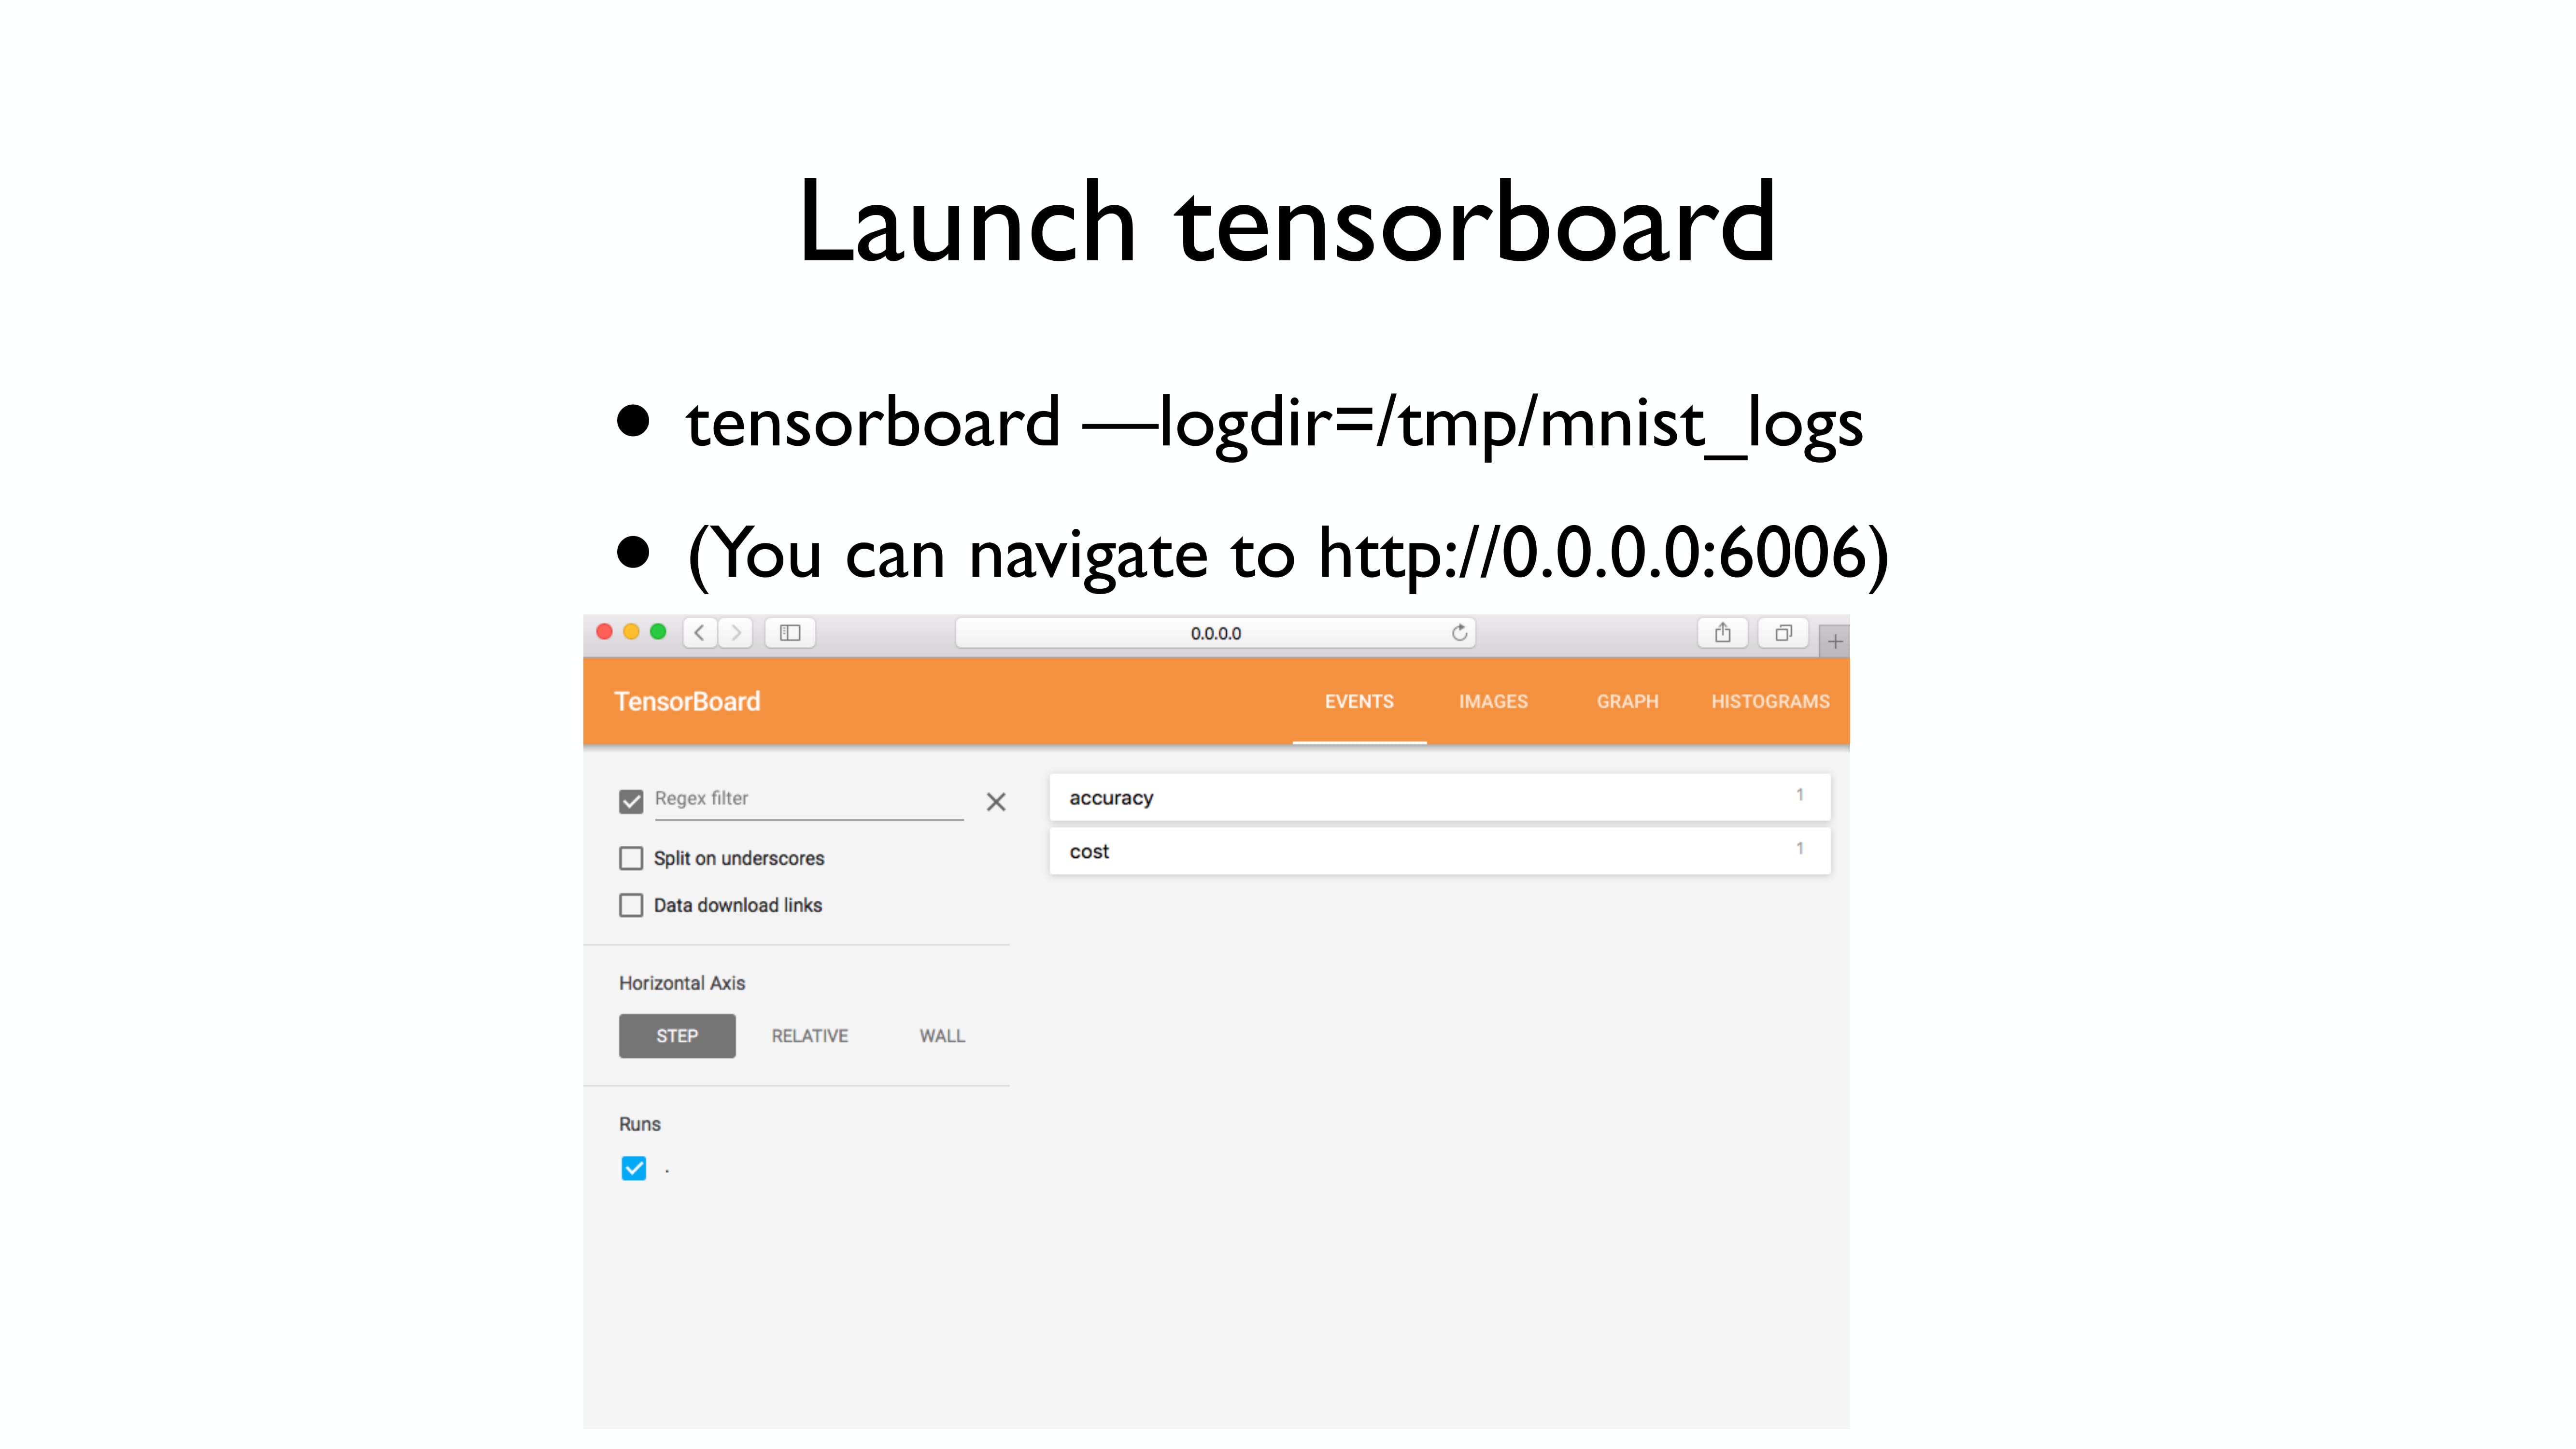 Launch tensorboard
• tensorboard —logdir=/tmp/mnist_logs
• (You can navigate to http://0.0.0.0:6006)
0.0.0.0
TensorBoard
EVENTS IMAGES GRAPH HISTOGRAMS
Regex filter
Split on underscores
Data download links
Horizontal Axis
STEP RELATIVE WALL
Runs
.
accuracy 1
cost 1